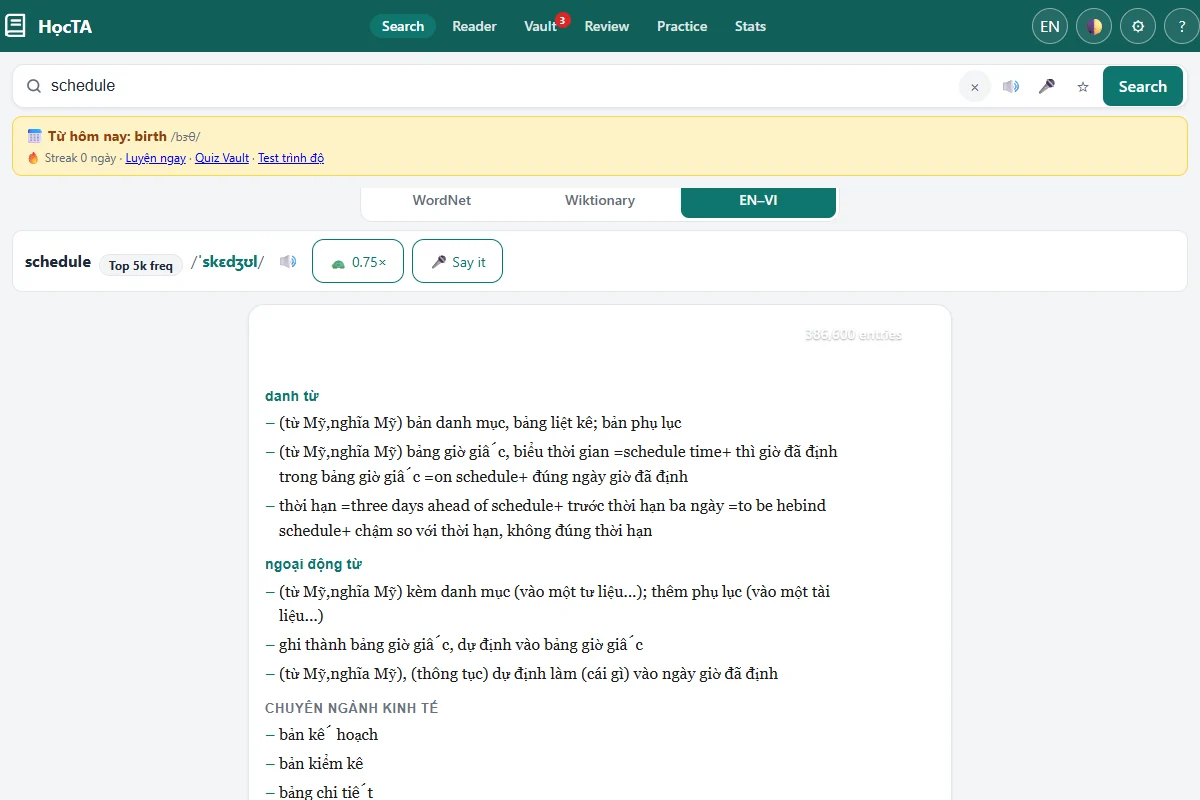 HọcTA
Search
Reader
Vault
3
Review
Practice
Stats
EN
?
schedule
×
Search
Từ hôm nay: birth /bɜθ/
Streak 0 ngày · Luyện ngay · Quiz Vault · Test trình độ
WordNet
Wiktionary
EN–VI
schedule
Top 5k freq
/ˈskɛdʒʊl/
0.75×
Say it
386,600 entries
danh từ
– (từ Mỹ,nghĩa Mỹ) bản danh mục, bảng liệt kê; bản phụ lục
– (từ Mỹ,nghĩa Mỹ) bảng giờ giấc, biểu thời gian =schedule time+ thì giờ đã định
trong bảng giờ giấc =on schedule+ đúng ngày giờ đã định
– thời hạn =three days ahead of schedule+ trước thời hạn ba ngày =to be hebind
schedule+ chậm so với thời hạn, không đúng thời hạn
ngoại động từ
– (từ Mỹ,nghĩa Mỹ) kèm danh mục (vào một tư liệu...); thêm phụ lục (vào một tài
liệu...)
– ghi thành bảng giờ giấc, dự định vào bảng giờ giấc
– (từ Mỹ,nghĩa Mỹ), (thông tục) dự định làm (cái gì) vào ngày giờ đã định
CHUYÊN NGÀNH KINH TẾ
– bản kế hoạch
– bản kiểm kê
– bảng chi tiết